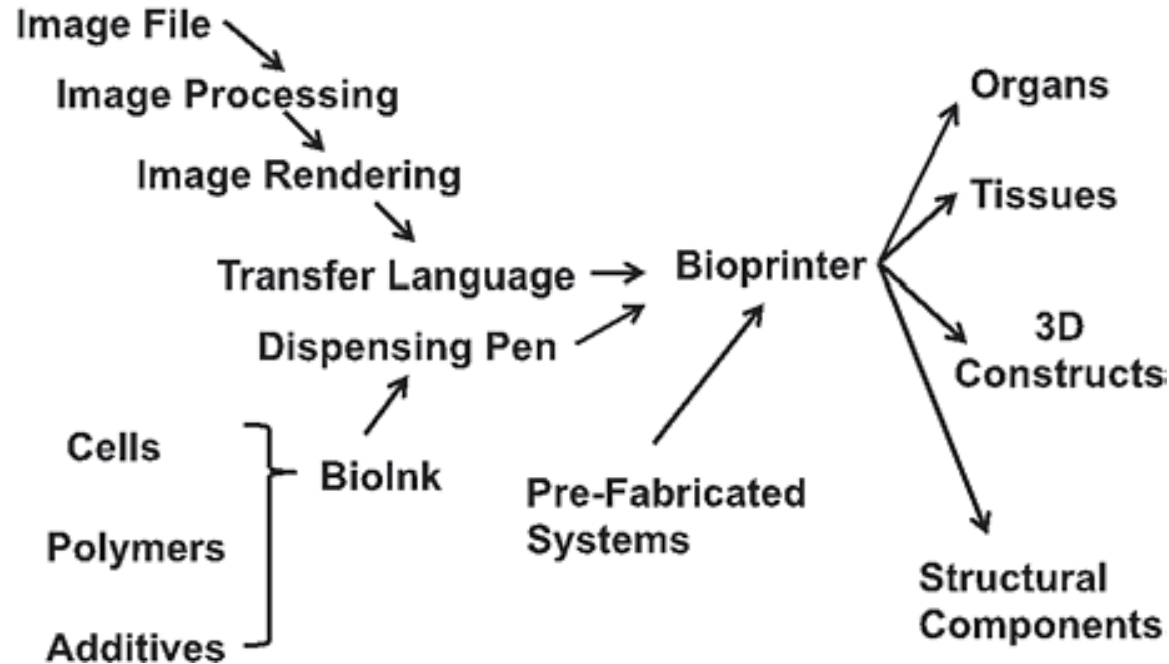 Image File
Image Processing
Image Rendering
Transfer Language
Dispensing Pen
Cells
Polymers
Additives
BioInk
Pre-Fabricated
Systems
Bioprinter
Organs
Tissues
3D
Constructs
Structural
Components